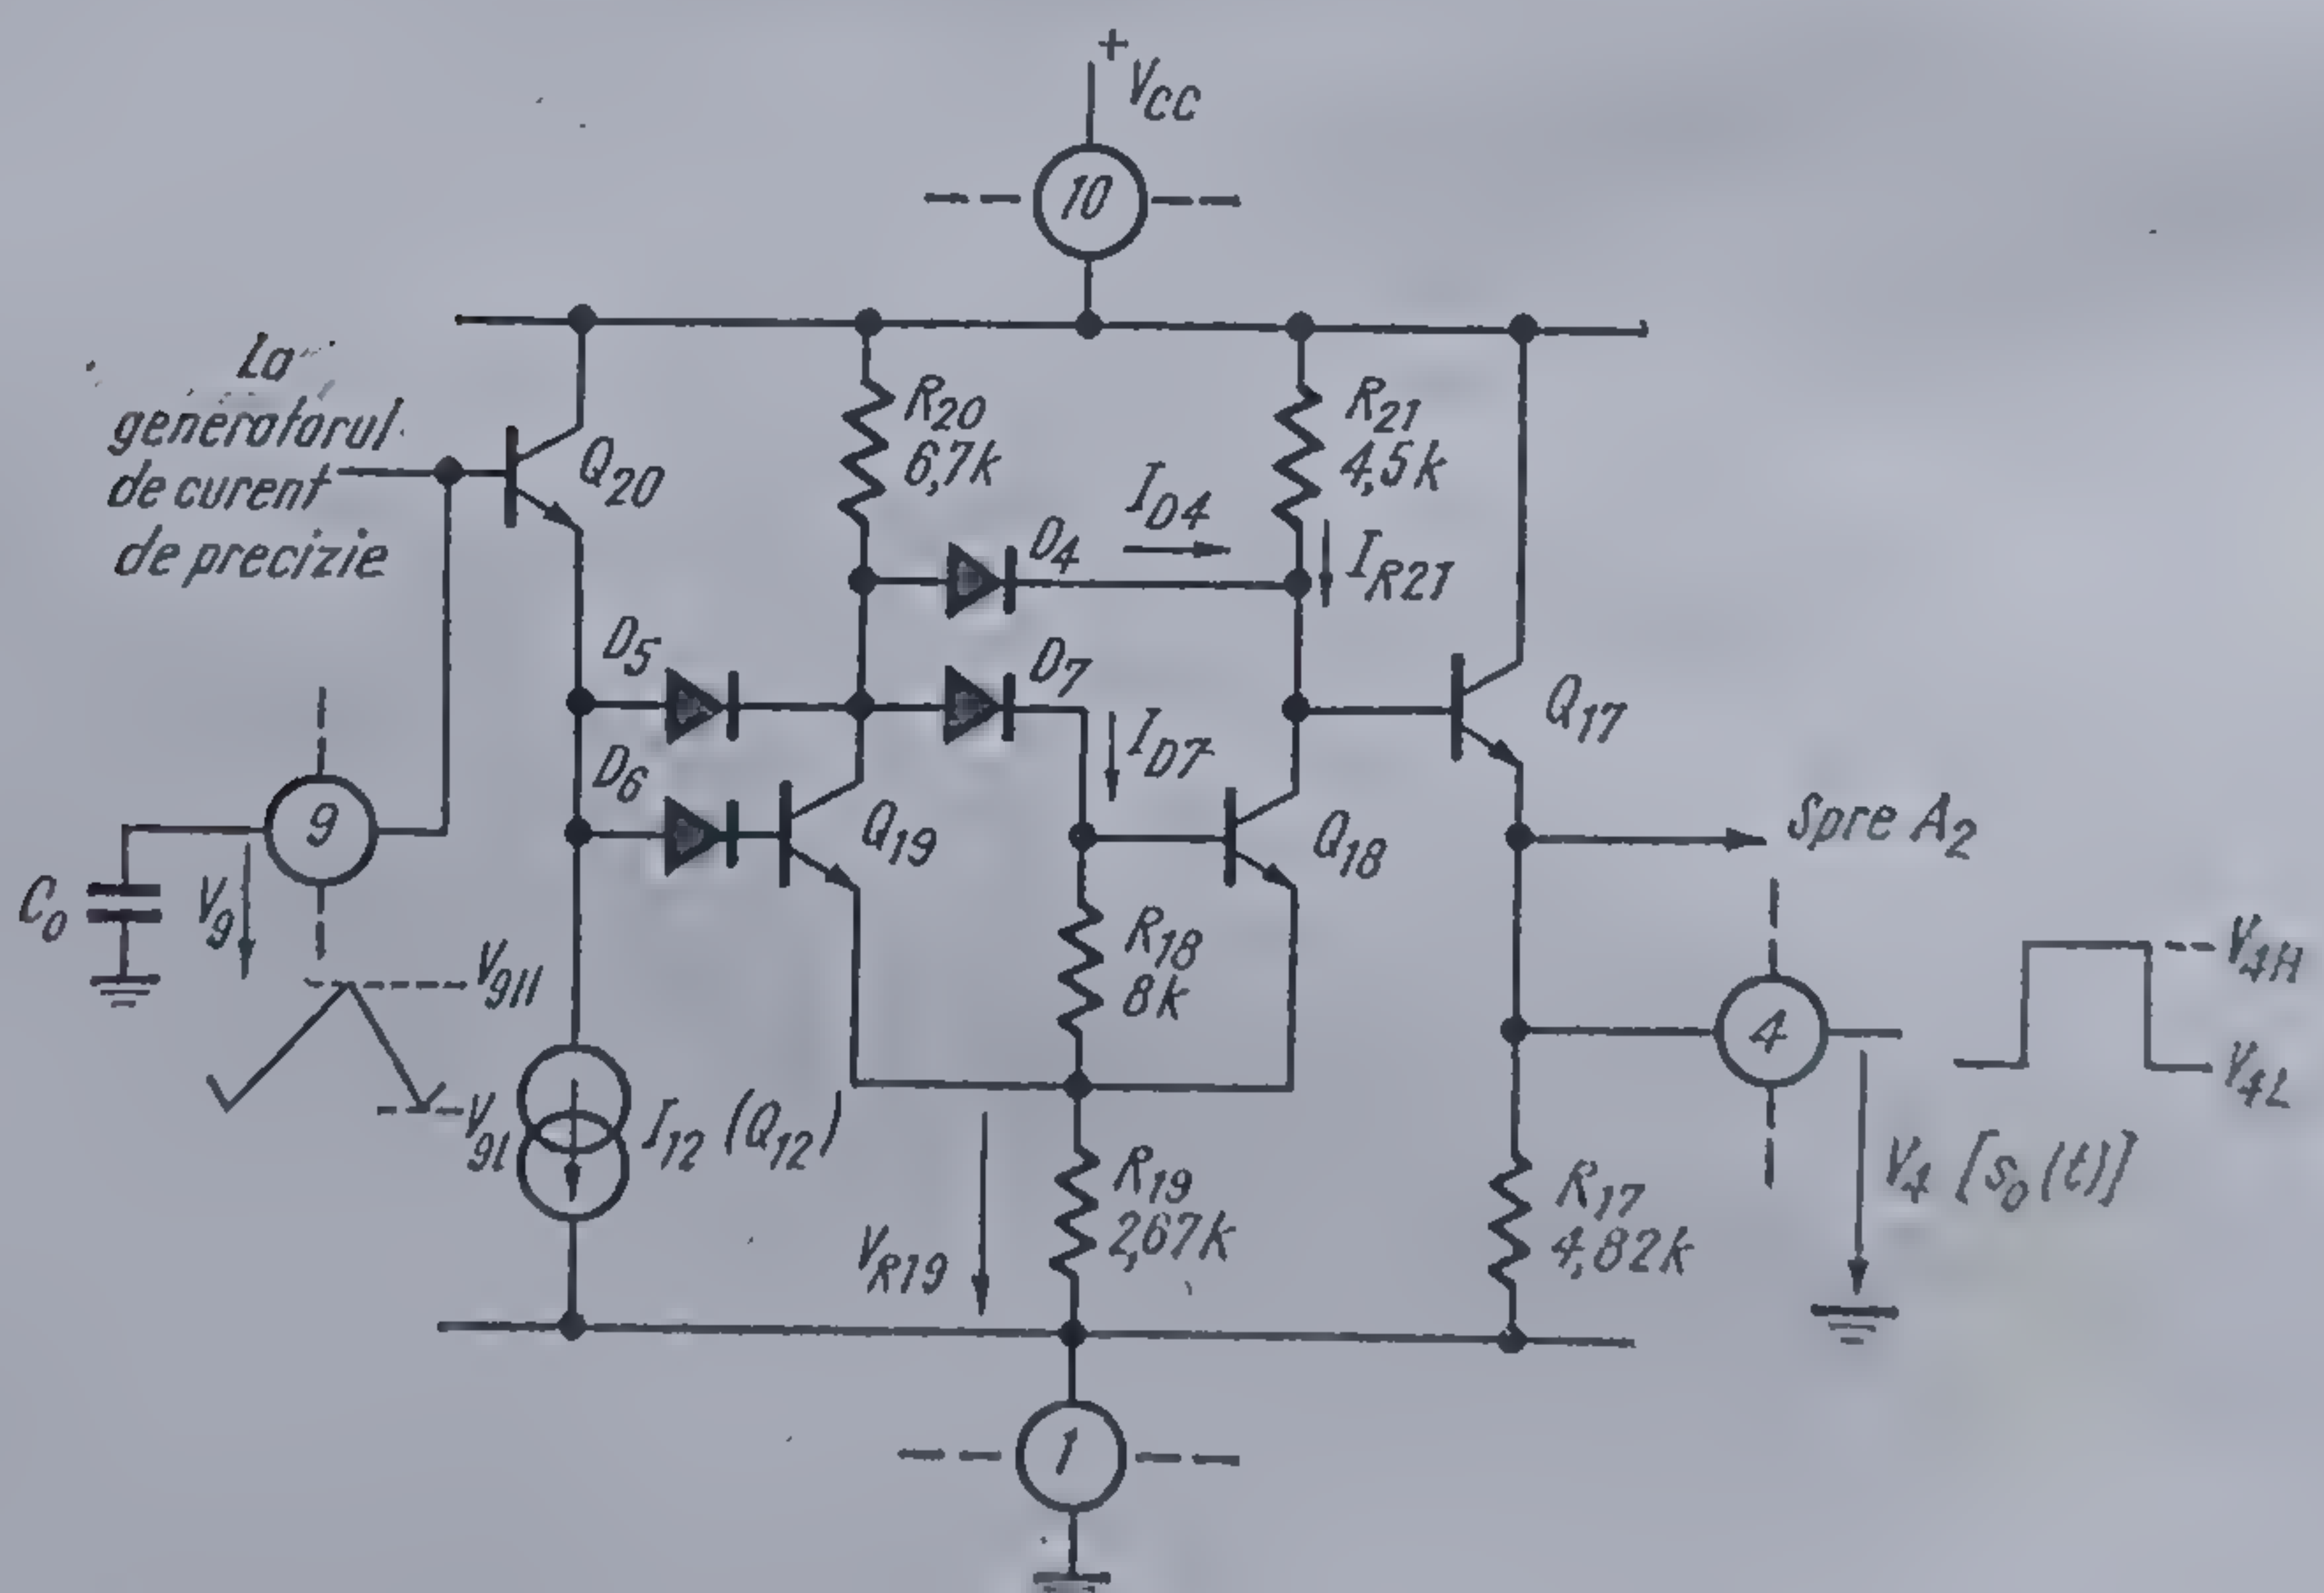 +VCC
10
La
generatorul
de curent
de precizie
Q20
R20
6,7k
R21
4,5k
ID4
D4
IR21
D5
D7
D6
ID7
Q17
Q19
Q18
spre A2
9
C0
V9
V9H
V9L
R18
8k
4
V4H
V4L
I12 (Q12)
VR19
R19
2,67k
R17
4,82k
V4 [s0(t)]
1